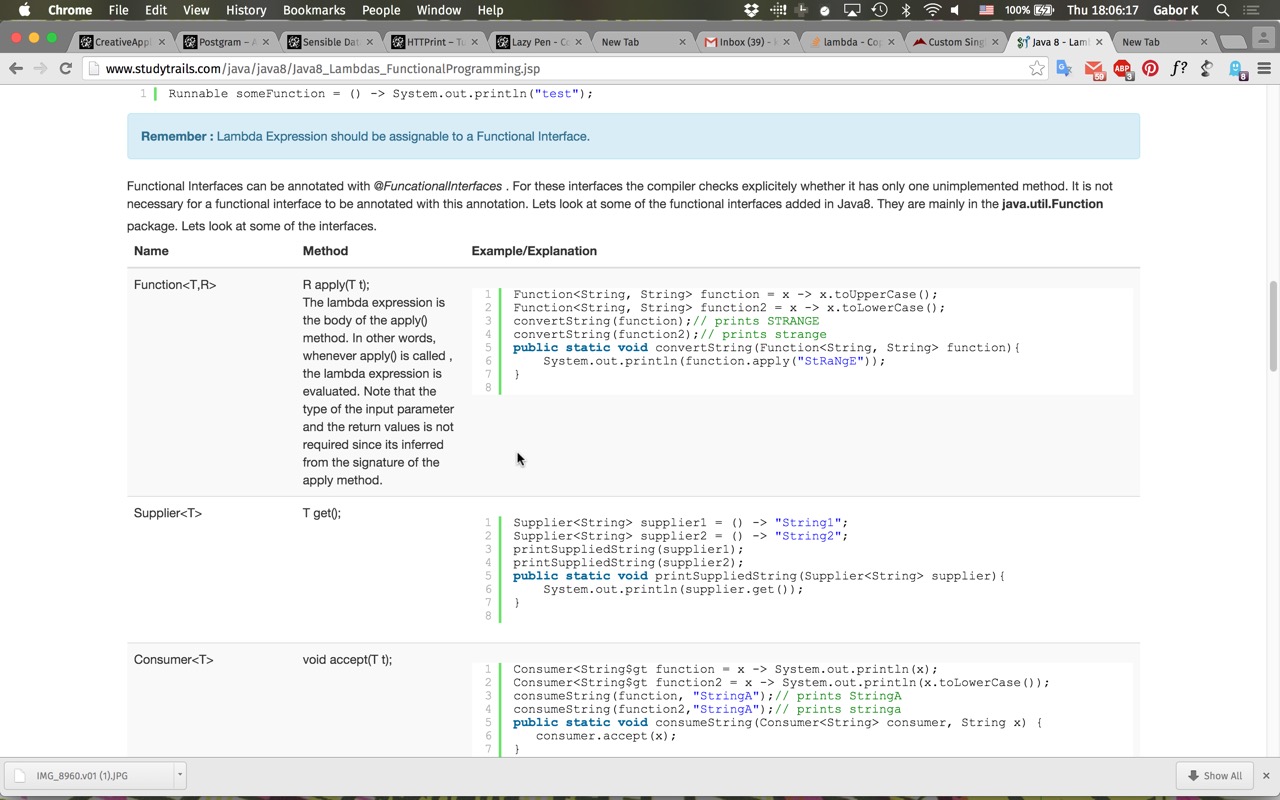 Chrome File Edit View History Bookmarks People Window Help 100% Thu 18:06:17 Gabor K
CreativeAppl Postgram – A Sensible Dat HTTPrint – Tu Lazy Pen – Co New Tab Inbox (39) - k lambda - Cop Custom Singl Java 8 - Lam New Tab
www.studytrails.com/java/java8/Java8_Lambdas_FunctionalProgramming.jsp 59 ABP 3 f? 8
1 Runnable someFunction = () -> System.out.println("test");
Remember : Lambda Expression should be assignable to a Functional Interface.
Functional Interfaces can be annotated with @FuncationalInterfaces . For these interfaces the compiler checks explicitely whether it has only one unimplemented method. It is not
necessary for a functional interface to be annotated with this annotation. Lets look at some of the functional interfaces added in Java8. They are mainly in the java.util.Function
package. Lets look at some of the interfaces.
Name Method Example/Explanation
Function<T,R>
R apply(T t);
The lambda expression is
the body of the apply()
method. In other words,
whenever apply() is called ,
the lambda expression is
evaluated. Note that the
type of the input parameter
and the return values is not
required since its inferred
from the signature of the
apply method.
1 Function<String, String> function = x -> x.toUpperCase();
2 Function<String, String> function2 = x -> x.toLowerCase();
3 convertString(function);// prints STRANGE
4 convertString(function2);// prints strange
5 public static void convertString(Function<String, String> function){
6 System.out.println(function.apply("StRaNgE"));
7 }
8
Supplier<T>
T get();
1 Supplier<String> supplier1 = () -> "String1";
2 Supplier<String> supplier2 = () -> "String2";
3 printSuppliedString(supplier1);
4 printSuppliedString(supplier2);
5 public static void printSuppliedString(Supplier<String> supplier){
6 System.out.println(supplier.get());
7 }
8
Consumer<T>
void accept(T t);
1 Consumer<String$gt function = x -> System.out.println(x);
2 Consumer<String$gt function2 = x -> System.out.println(x.toLowerCase());
3 consumeString(function, "StringA");// prints StringA
4 consumeString(function2,"StringA");// prints stringa
5 public static void consumeString(Consumer<String> consumer, String x) {
6 consumer.accept(x);
7 }
IMG_8960.v01 (1).JPG Show All